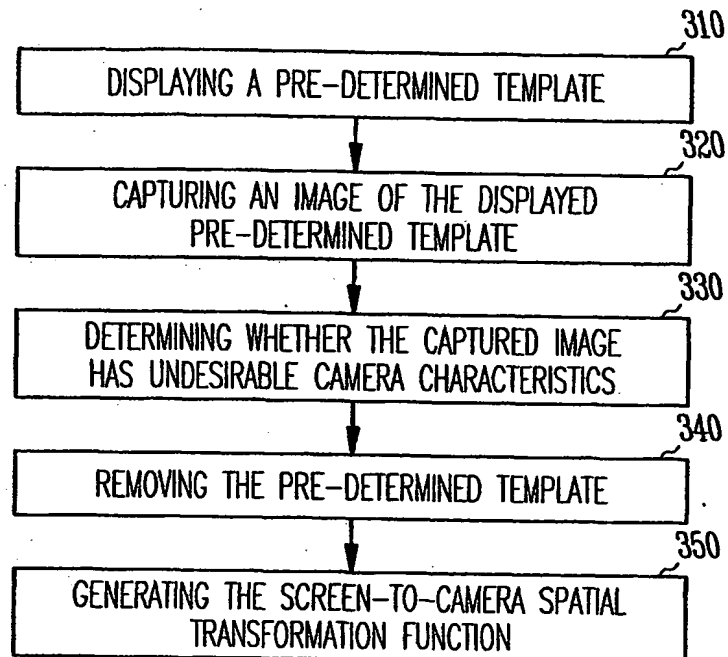 310
DISPLAYING A PRE-DETERMINED TEMPLATE
320
CAPTURING AN IMAGE OF THE DISPLAYED
PRE-DETERMINED TEMPLATE
330
DETERMINING WHETHER THE CAPTURED IMAGE
HAS UNDESIRABLE CAMERA CHARACTERISTICS
340
REMOVING THE PRE-DETERMINED TEMPLATE
350
GENERATING THE SCREEN-TO-CAMERA SPATIAL
TRANSFORMATION FUNCTION